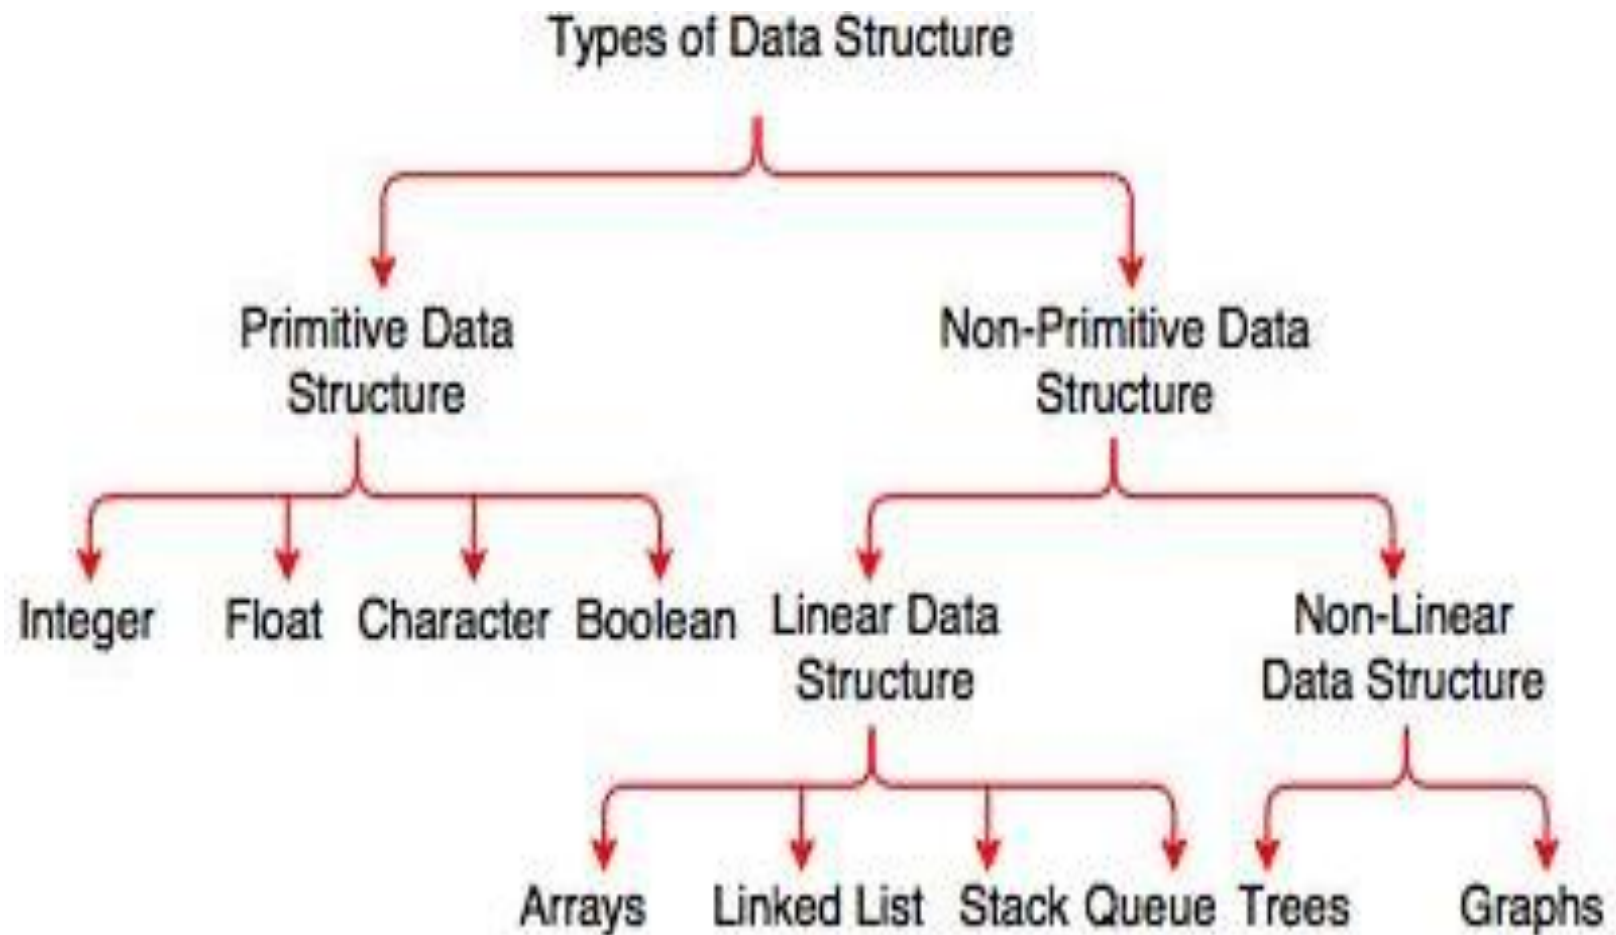 Types of Data Structure
Primitive Data
Structure
Non-Primitive Data
Structure
Integer
Float
Character
Boolean
Linear Data
Structure
Non-Linear
Data Structure
Arrays
Linked List
Stack
Queue
Trees
Graphs